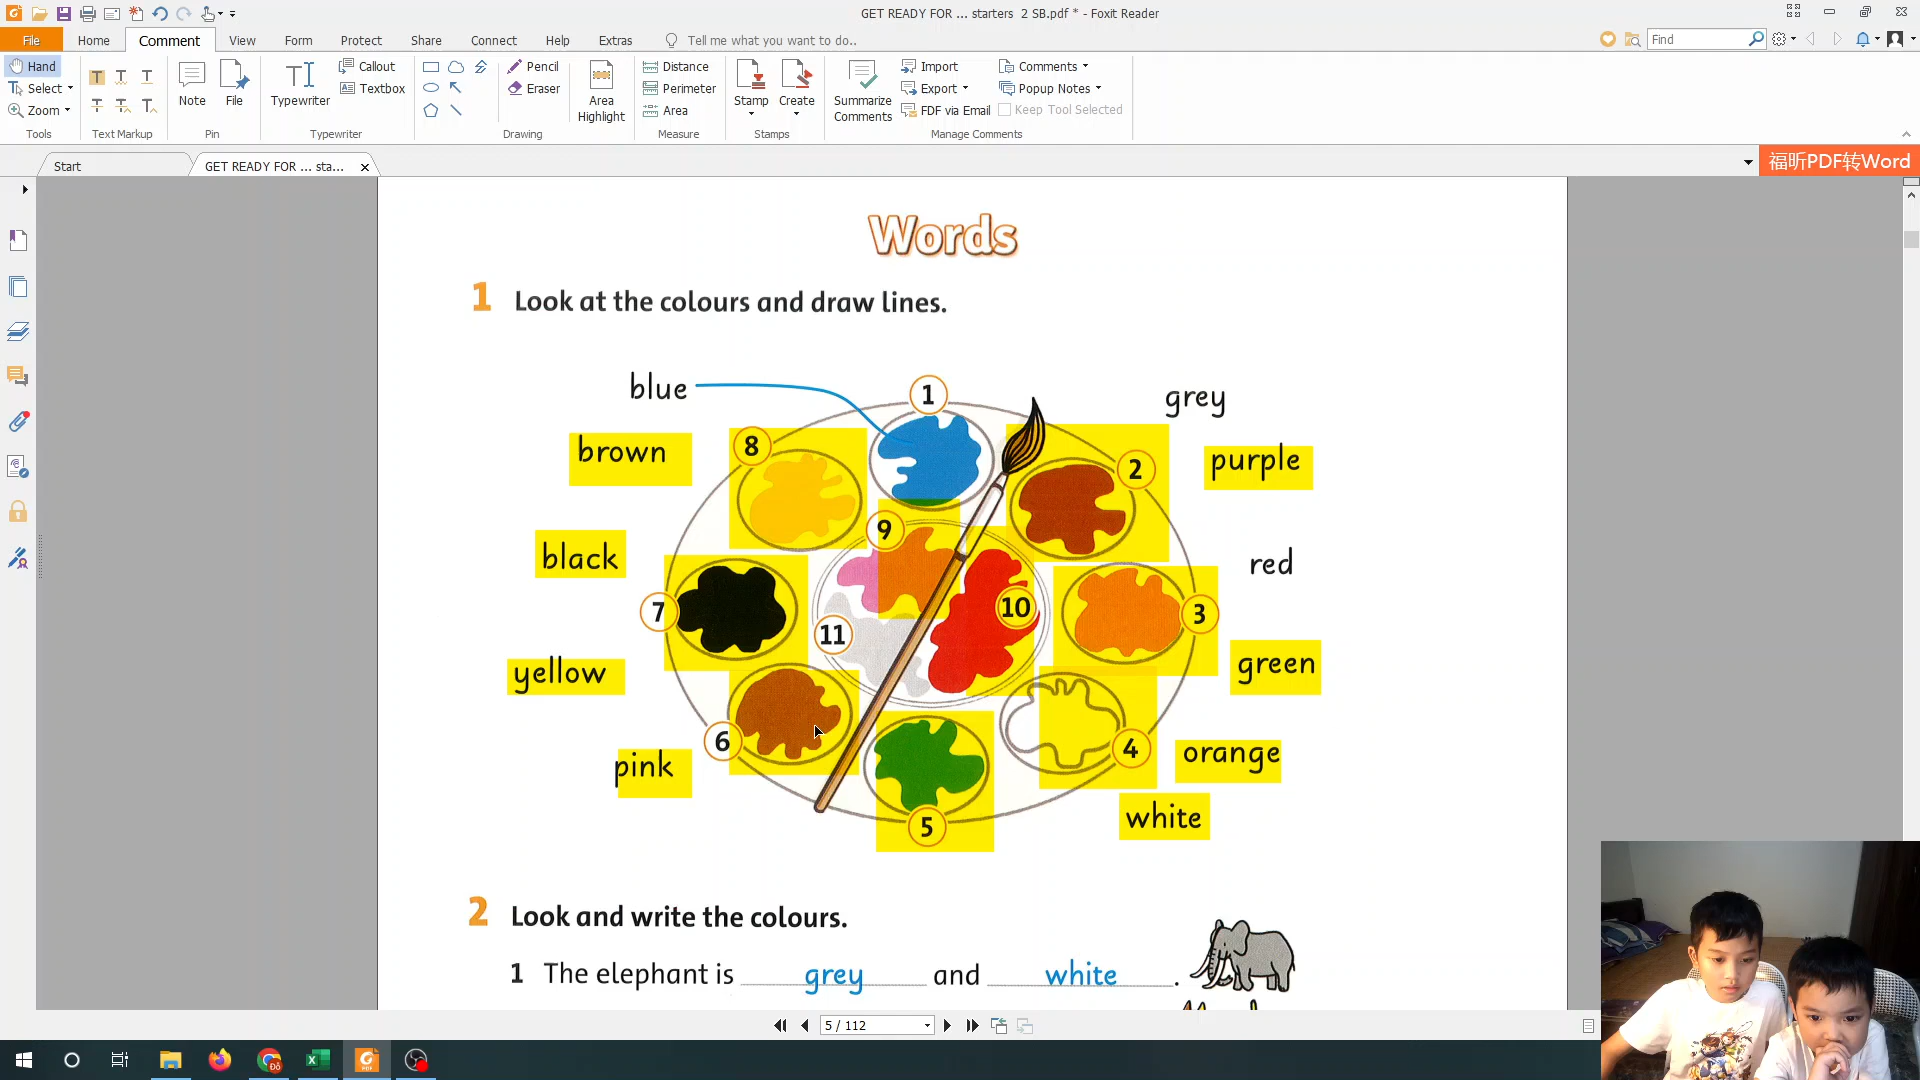 GET READY FOR ... starters 2 SB.pdf * - Foxit Reader
File Home Comment View Form Protect Share Connect Help Extras Tell me what you want to do.. Find
Hand
Select
Zoom
Tools
Text Markup
Note File
Pin
Typewriter
Callout
Textbox
Typewriter
Pencil
Eraser
Drawing
Area Highlight
Distance
Perimeter
Area
Measure
Stamp Create
Stamps
Summarize Comments
Import
Export
FDF via Email
Comments
Popup Notes
Keep Tool Selected
Manage Comments
Start GET READY FOR ... sta... 福昕PDF转Word
Words
1 Look at the colours and draw lines.
blue 1 grey
brown 8 2 purple
black 9 red
7 11 10 3
yellow green
pink 6 4 orange
5 white
2 Look and write the colours.
1 The elephant is grey and white .
5 / 112